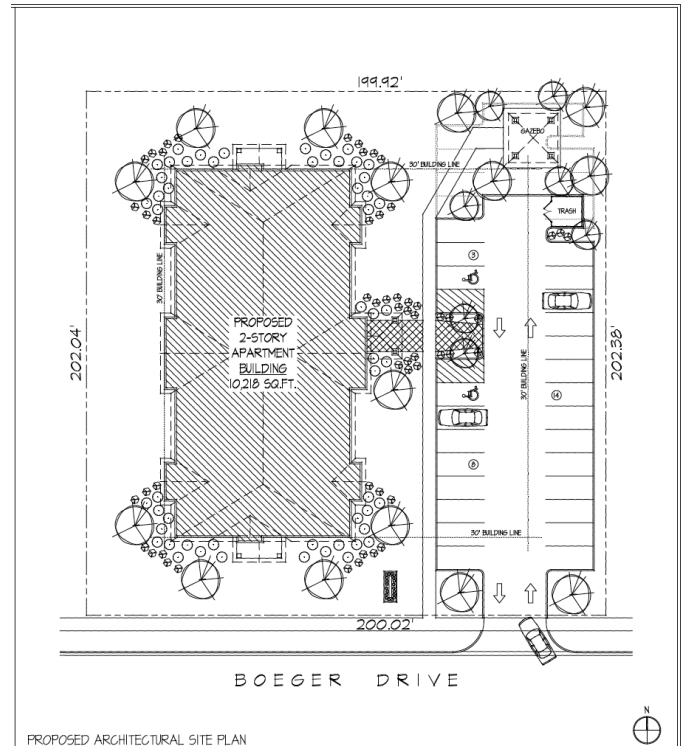 199.92'
GAZEBO
30' BUILDING LINE
TRASH
3
30' BUILDING LINE
PROPOSED
2-STORY
APARTMENT
BUILDING
10,218 SQ.FT.
202.04'
202.38'
30' BUILDING LINE
14
8
30' BUILDING LINE
200.02'
BOEGER DRIVE
N
PROPOSED ARCHITECTURAL SITE PLAN